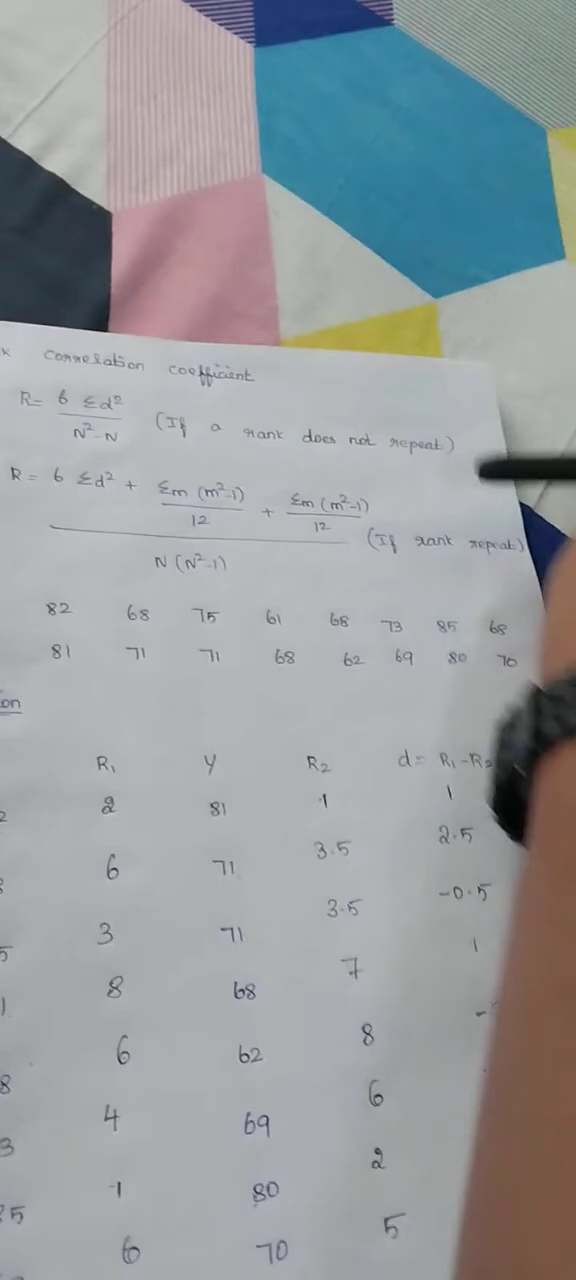 Correlation coefficient
R= 6 Σd² / N²-N (If a rank does not repeat)
R= 6 Σd² + Σm(m²-1)/12 + Σm(m²-1)/12 / N(N²-1) (If rank repeat)
82 68 75 61 68 73 85 68
81 71 71 68 62 69 80 70
R₁ Y R₂ d= R₁-R₂
2 81 1 1
6 71 3.5 2.5
3 71 3.5 -0.5
8 68 7 1
6 62 8
4 69 6
1 80 2
6 70 5